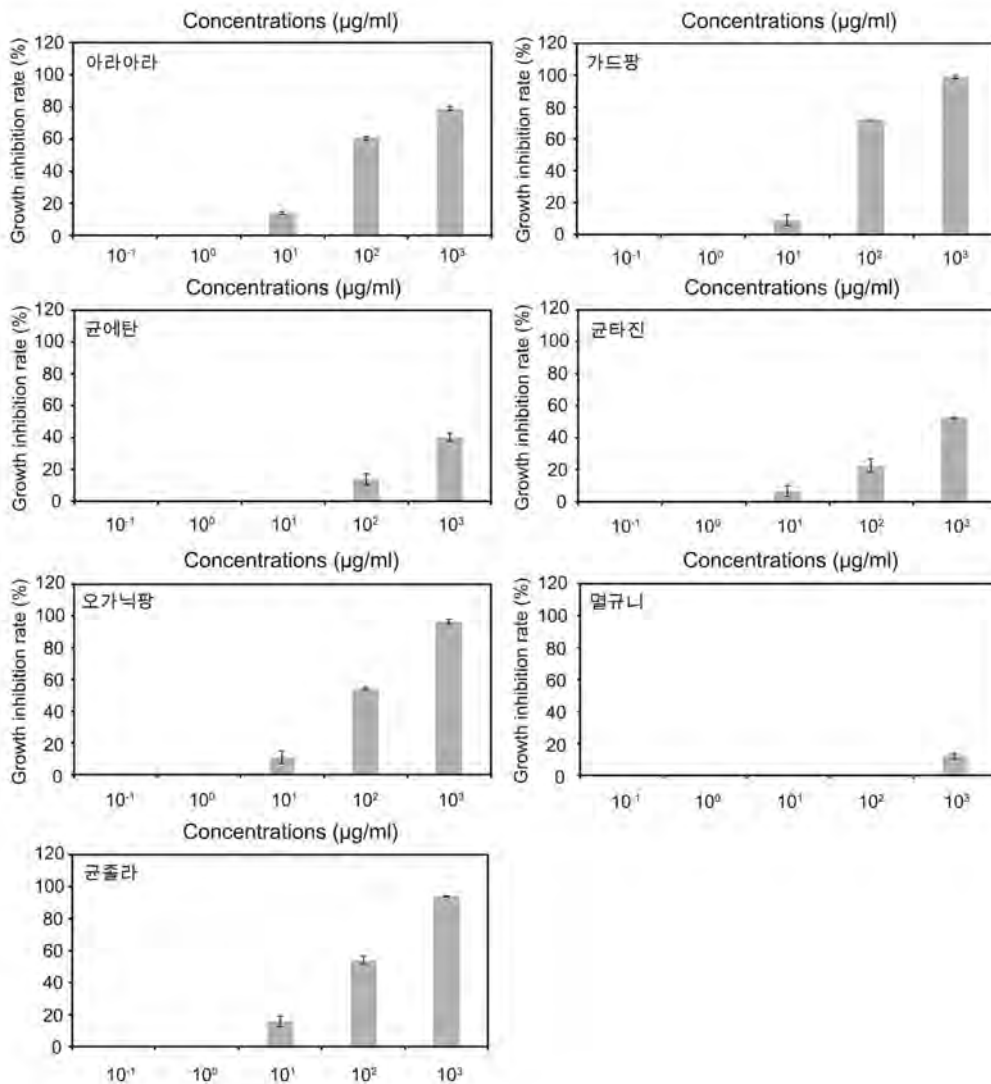 Concentrations (µg/ml)
Growth inhibition rate (%)
120
100
80
60
40
20
0
아라아라
10⁻¹ 10⁰ 10¹ 10² 10³
Concentrations (µg/ml)
Growth inhibition rate (%)
120
100
80
60
40
20
0
가드팡
10⁻¹ 10⁰ 10¹ 10² 10³
Concentrations (µg/ml)
Growth inhibition rate (%)
120
100
80
60
40
20
0
균에탄
10⁻¹ 10⁰ 10¹ 10² 10³
Concentrations (µg/ml)
Growth inhibition rate (%)
120
100
80
60
40
20
0
균타진
10⁻¹ 10⁰ 10¹ 10² 10³
Concentrations (µg/ml)
Growth inhibition rate (%)
120
100
80
60
40
20
0
오가닉팡
10⁻¹ 10⁰ 10¹ 10² 10³
Concentrations (µg/ml)
Growth inhibition rate (%)
120
100
80
60
40
20
0
멸규니
10⁻¹ 10⁰ 10¹ 10² 10³
Concentrations (µg/ml)
Growth inhibition rate (%)
120
100
80
60
40
20
0
균졸라
10⁻¹ 10⁰ 10¹ 10² 10³